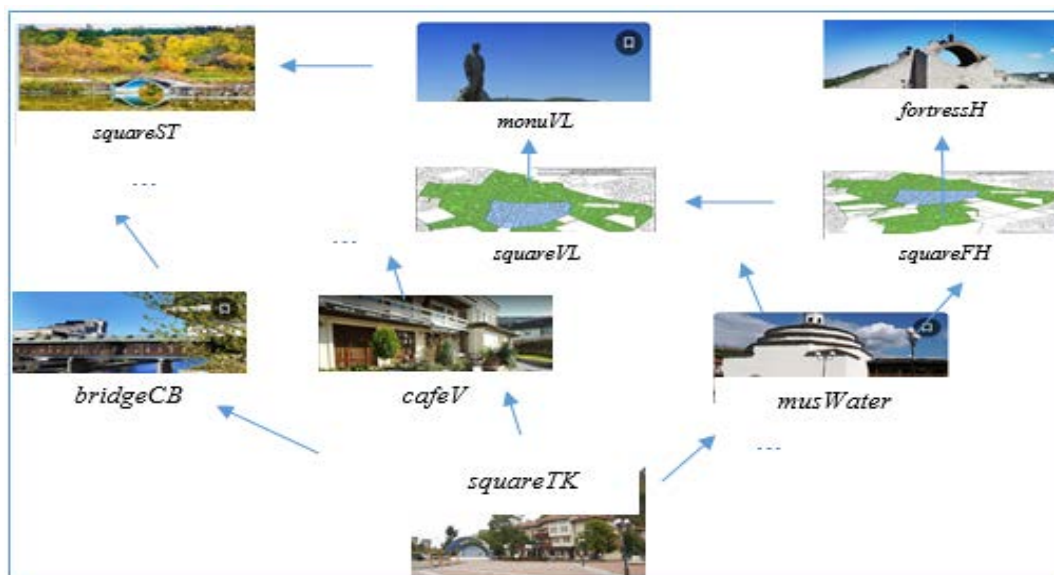 squareST
monuVL
fortressH
---
---
squareVL
squareFH
bridgeCB
cafeV
musWater
---
squareTK